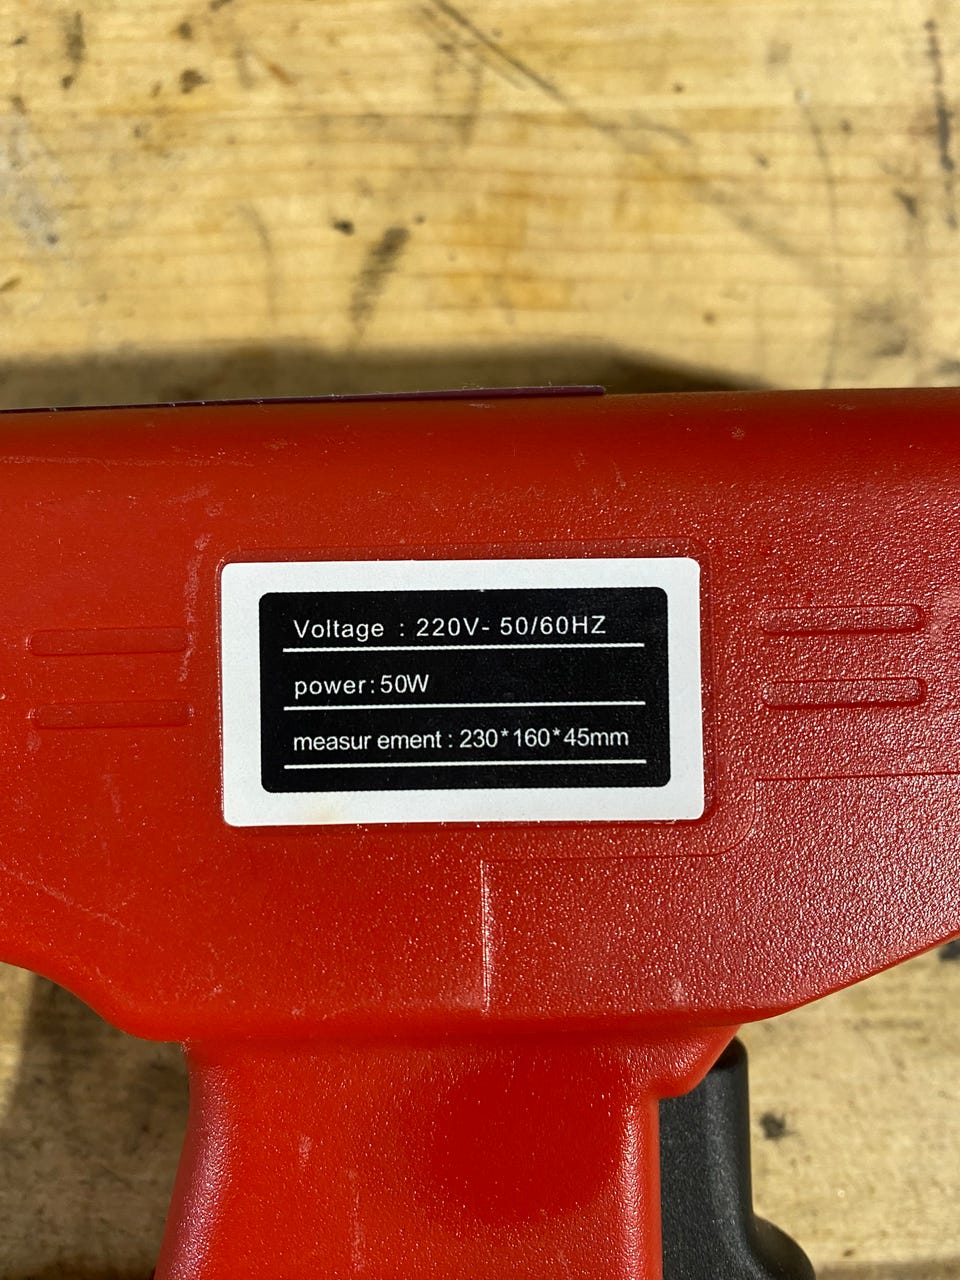 Voltage : 220V- 50/60HZ
power:50W
measur ement : 230*160*45mm